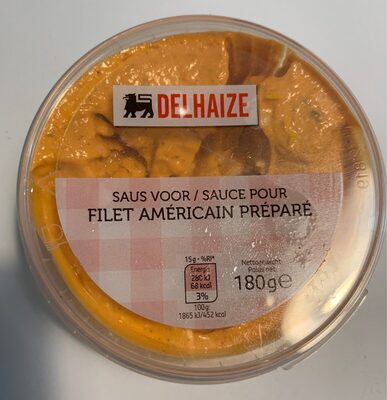 DELHAIZE
SAUS VOOR / SAUCE POUR
FILET AMÉRICAIN PRÉPARÉ
15g - %RI*
Energie
280 kJ
68 kcal
3%
100g:
1865 kJ/452 kcal
Nettogewicht
Poids net
180g℮